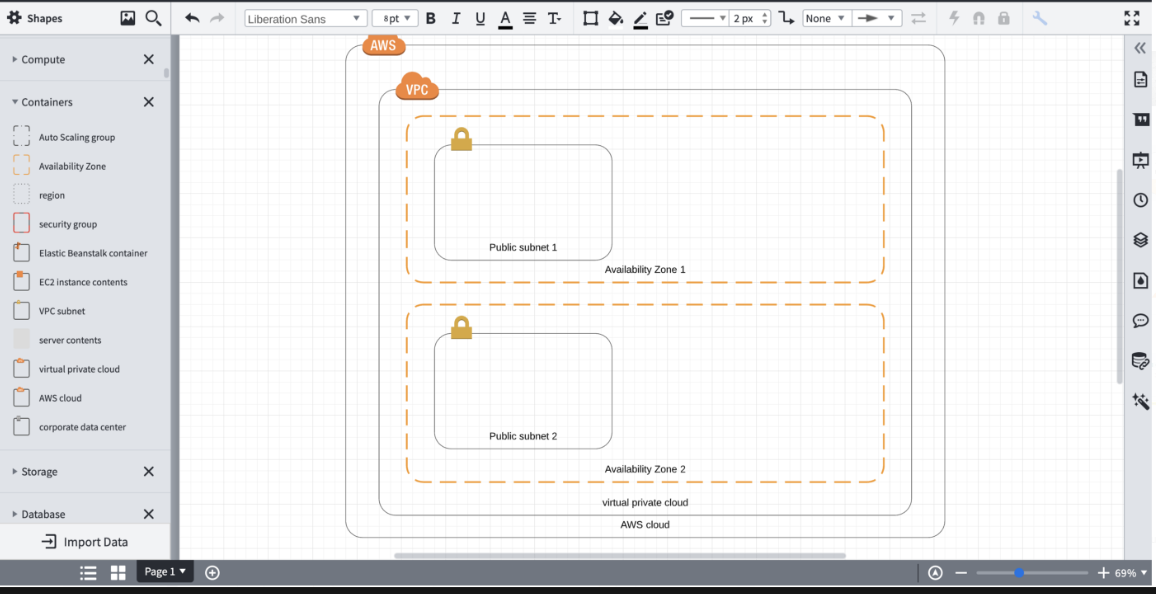 Shapes
Liberation Sans
8pt
B I U A T
2 px
None
Compute
Containers
Auto Scaling group
Availability Zone
region
security group
Elastic Beanstalk container
EC2 instance contents
VPC subnet
server contents
virtual private cloud
AWS cloud
corporate data center
Storage
Database
Import Data
AWS
VPC
Public subnet 1
Availability Zone 1
Public subnet 2
Availability Zone 2
virtual private cloud
AWS cloud
Page 1
69%